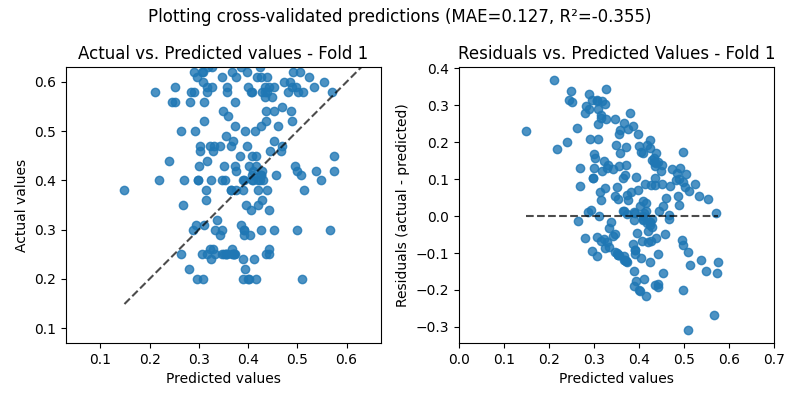 Plotting cross-validated predictions (MAE=0.127, R²=-0.355)
Actual vs. Predicted values - Fold 1
Residuals vs. Predicted Values - Fold 1
Actual values
0.6
0.5
0.4
0.3
0.2
0.1
0.1 0.2 0.3 0.4 0.5 0.6
Predicted values
Residuals (actual - predicted)
0.4
0.3
0.2
0.1
0.0
−0.1
−0.2
−0.3
0.0 0.1 0.2 0.3 0.4 0.5 0.6 0.7
Predicted values